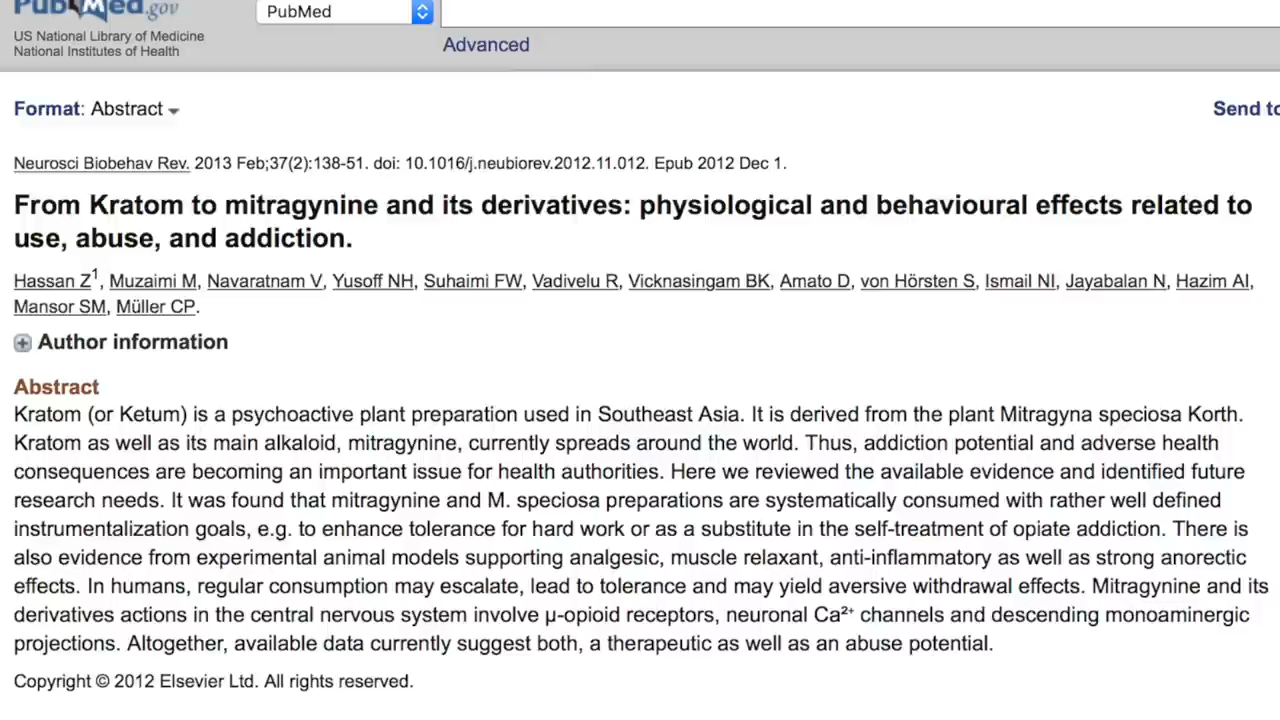 PubMed.gov
US National Library of Medicine
National Institutes of Health
PubMed
Advanced
Format: Abstract
Send to
Neurosci Biobehav Rev. 2013 Feb;37(2):138-51. doi: 10.1016/j.neubiorev.2012.11.012. Epub 2012 Dec 1.
From Kratom to mitragynine and its derivatives: physiological and behavioural effects related to
use, abuse, and addiction.
Hassan Z1, Muzaimi M, Navaratnam V, Yusoff NH, Suhaimi FW, Vadivelu R, Vicknasingam BK, Amato D, von Hörsten S, Ismail NI, Jayabalan N, Hazim AI,
Mansor SM, Müller CP.
Author information
Abstract
Kratom (or Ketum) is a psychoactive plant preparation used in Southeast Asia. It is derived from the plant Mitragyna speciosa Korth.
Kratom as well as its main alkaloid, mitragynine, currently spreads around the world. Thus, addiction potential and adverse health
consequences are becoming an important issue for health authorities. Here we reviewed the available evidence and identified future
research needs. It was found that mitragynine and M. speciosa preparations are systematically consumed with rather well defined
instrumentalization goals, e.g. to enhance tolerance for hard work or as a substitute in the self-treatment of opiate addiction. There is
also evidence from experimental animal models supporting analgesic, muscle relaxant, anti-inflammatory as well as strong anorectic
effects. In humans, regular consumption may escalate, lead to tolerance and may yield aversive withdrawal effects. Mitragynine and its
derivatives actions in the central nervous system involve μ-opioid receptors, neuronal Ca²⁺ channels and descending monoaminergic
projections. Altogether, available data currently suggest both, a therapeutic as well as an abuse potential.
Copyright © 2012 Elsevier Ltd. All rights reserved.